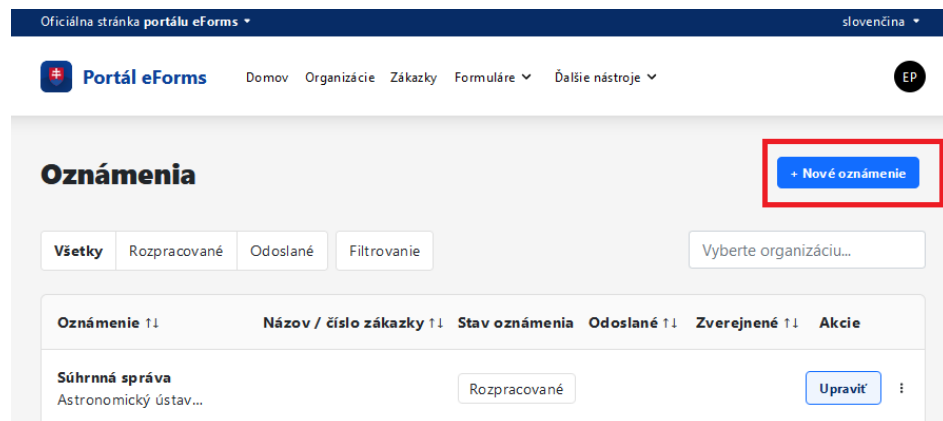 Oficiálna stránka portálu eForms
slovenčina
Portál eForms
Domov Organizácie Zákazky Formuláre Ďalšie nástroje
EP
Oznámenia
+ Nové oznámenie
Všetky Rozpracované Odoslané Filtrovanie
Vyberte organizáciu...
Oznámenie ↑↓ Názov / číslo zákazky ↑↓ Stav oznámenia Odoslané ↑↓ Zverejnené ↑↓ Akcie
Súhrnná správa
Astronomický ústav...
Rozpracované
Upraviť